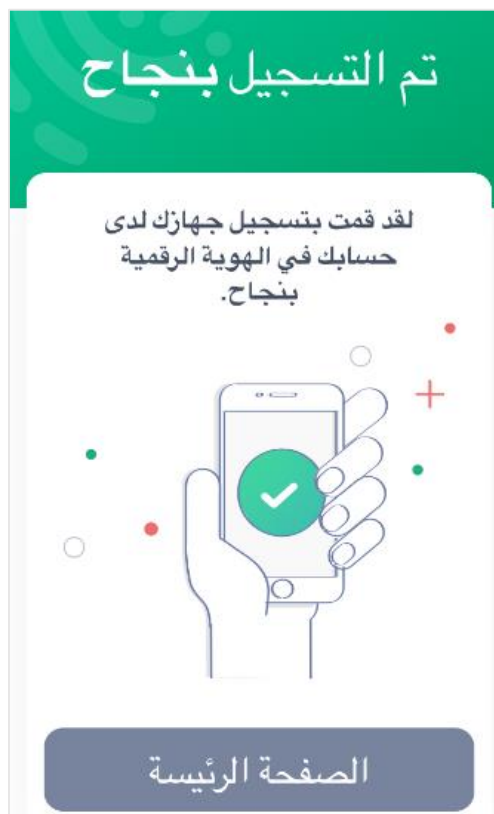 تم التسجيل بنجاح
لقد قمت بتسجيل جهازك لدى
حسابك في الهوية الرقمية
بنجاح.
الصفحة الرئيسة